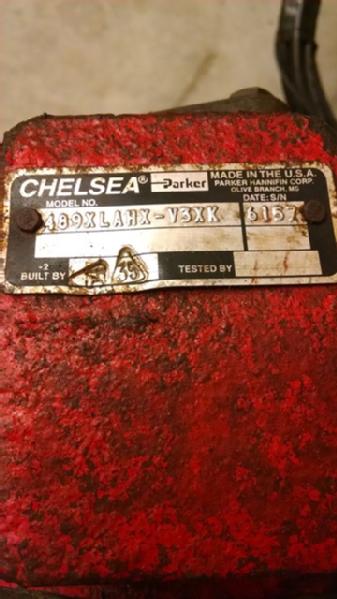 CHELSEA® Parker
MADE IN THE U.S.A.
PARKER HANNIFIN CORP.
OLIVE BRANCH, MS
MODEL NO.
DATE: S/N
489XLAHX-V3XK 6157
+2
BUILT BY
TESTED BY